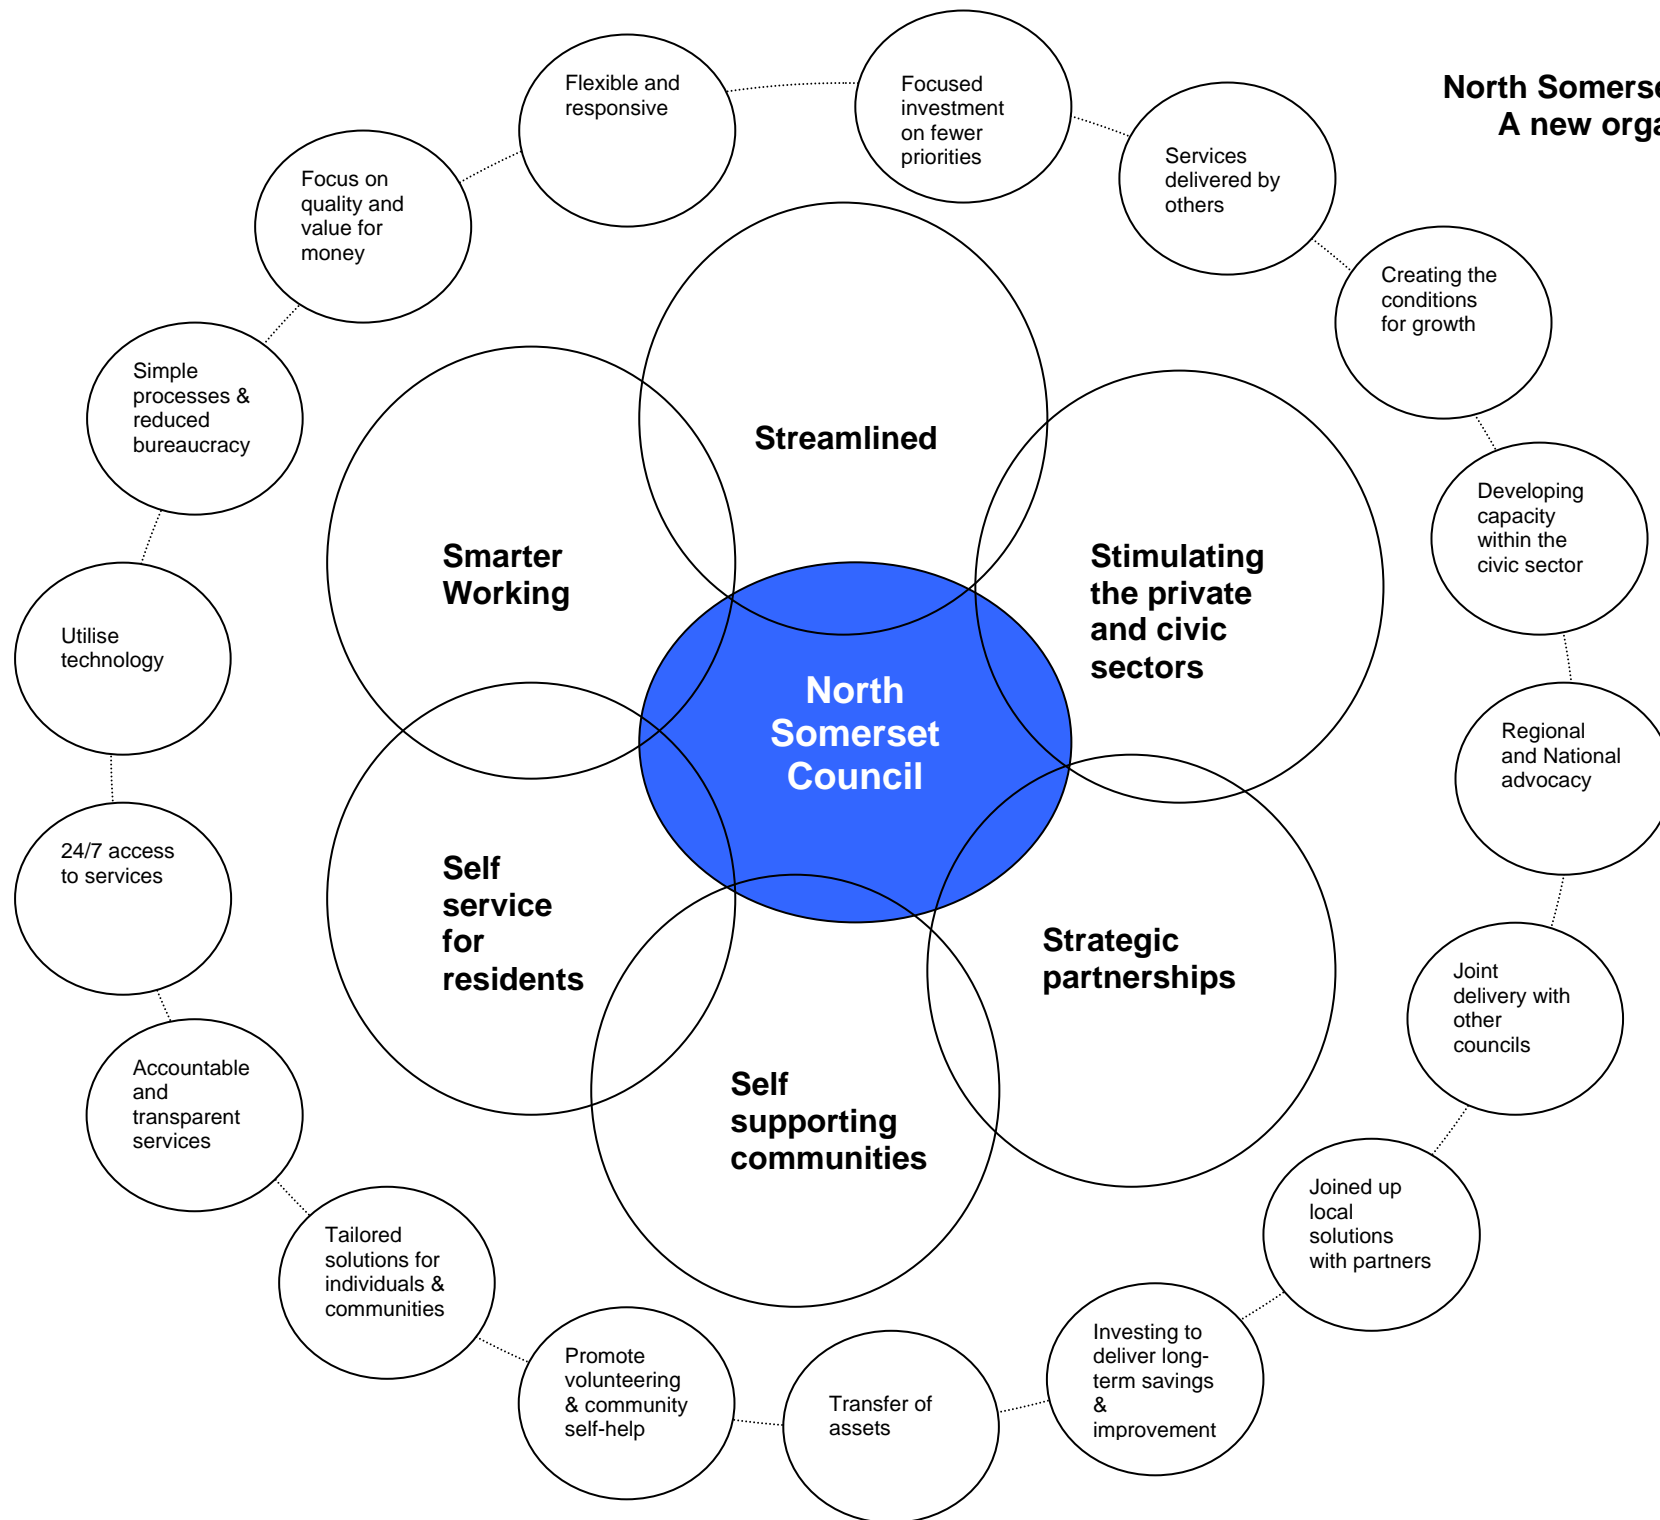 North Somerse
A new orga
Flexible and
responsive
Focused
investment
on fewer
priorities
Services
delivered by
others
Creating the
conditions
for growth
Developing
capacity
within the
civic sector
Regional
and National
advocacy
Joint
delivery with
other
councils
Joined up
local
solutions
with partners
Investing to
deliver long-
term savings
&
improvement
Transfer of
assets
Promote
volunteering
& community
self-help
Tailored
solutions for
individuals &
communities
Accountable
and
transparent
services
24/7 access
to services
Utilise
technology
Simple
processes &
reduced
bureaucracy
Focus on
quality and
value for
money
Streamlined
Stimulating
the private
and civic
sectors
Strategic
partnerships
Self
supporting
communities
Self
service
for
residents
Smarter
Working
North
Somerset
Council